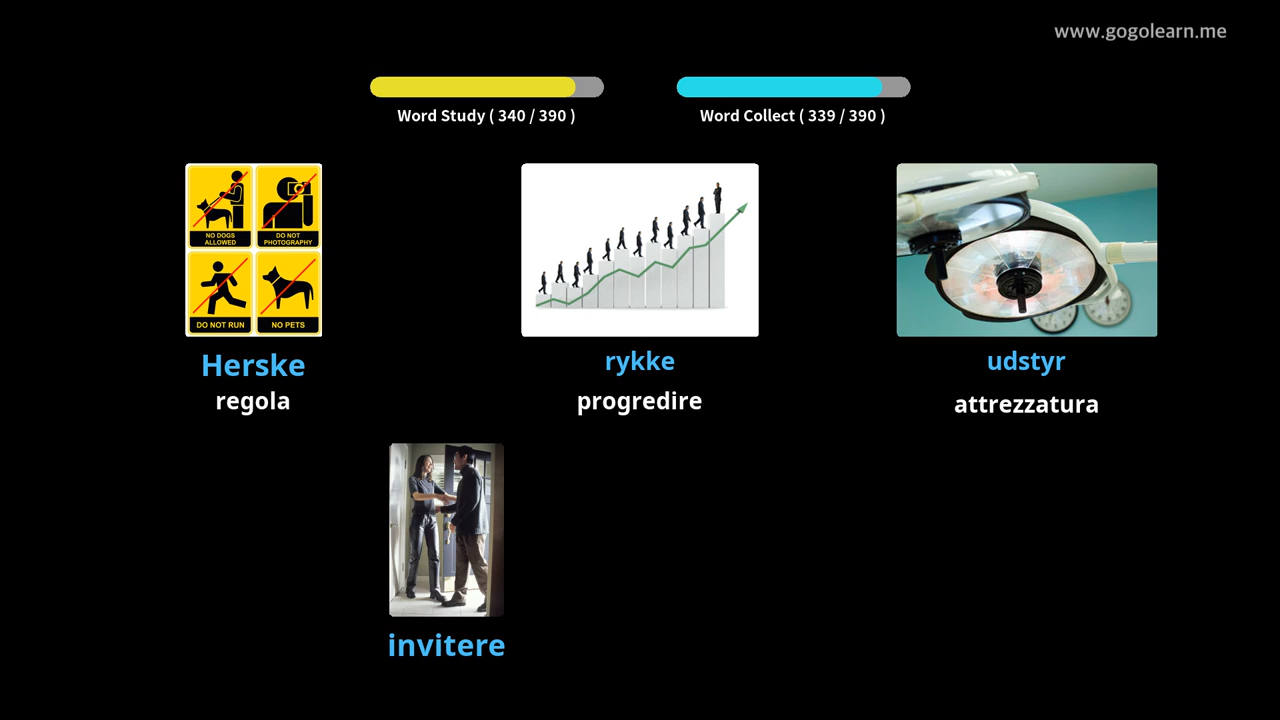 www.gogolearn.me
Word Study ( 340 / 390 )
Word Collect ( 339 / 390 )
NO DOGS
ALLOWED
DO NOT
PHOTOGRAPHY
DO NOT RUN
NO PETS
Herske
regola
rykke
progredire
udstyr
attrezzatura
invitere